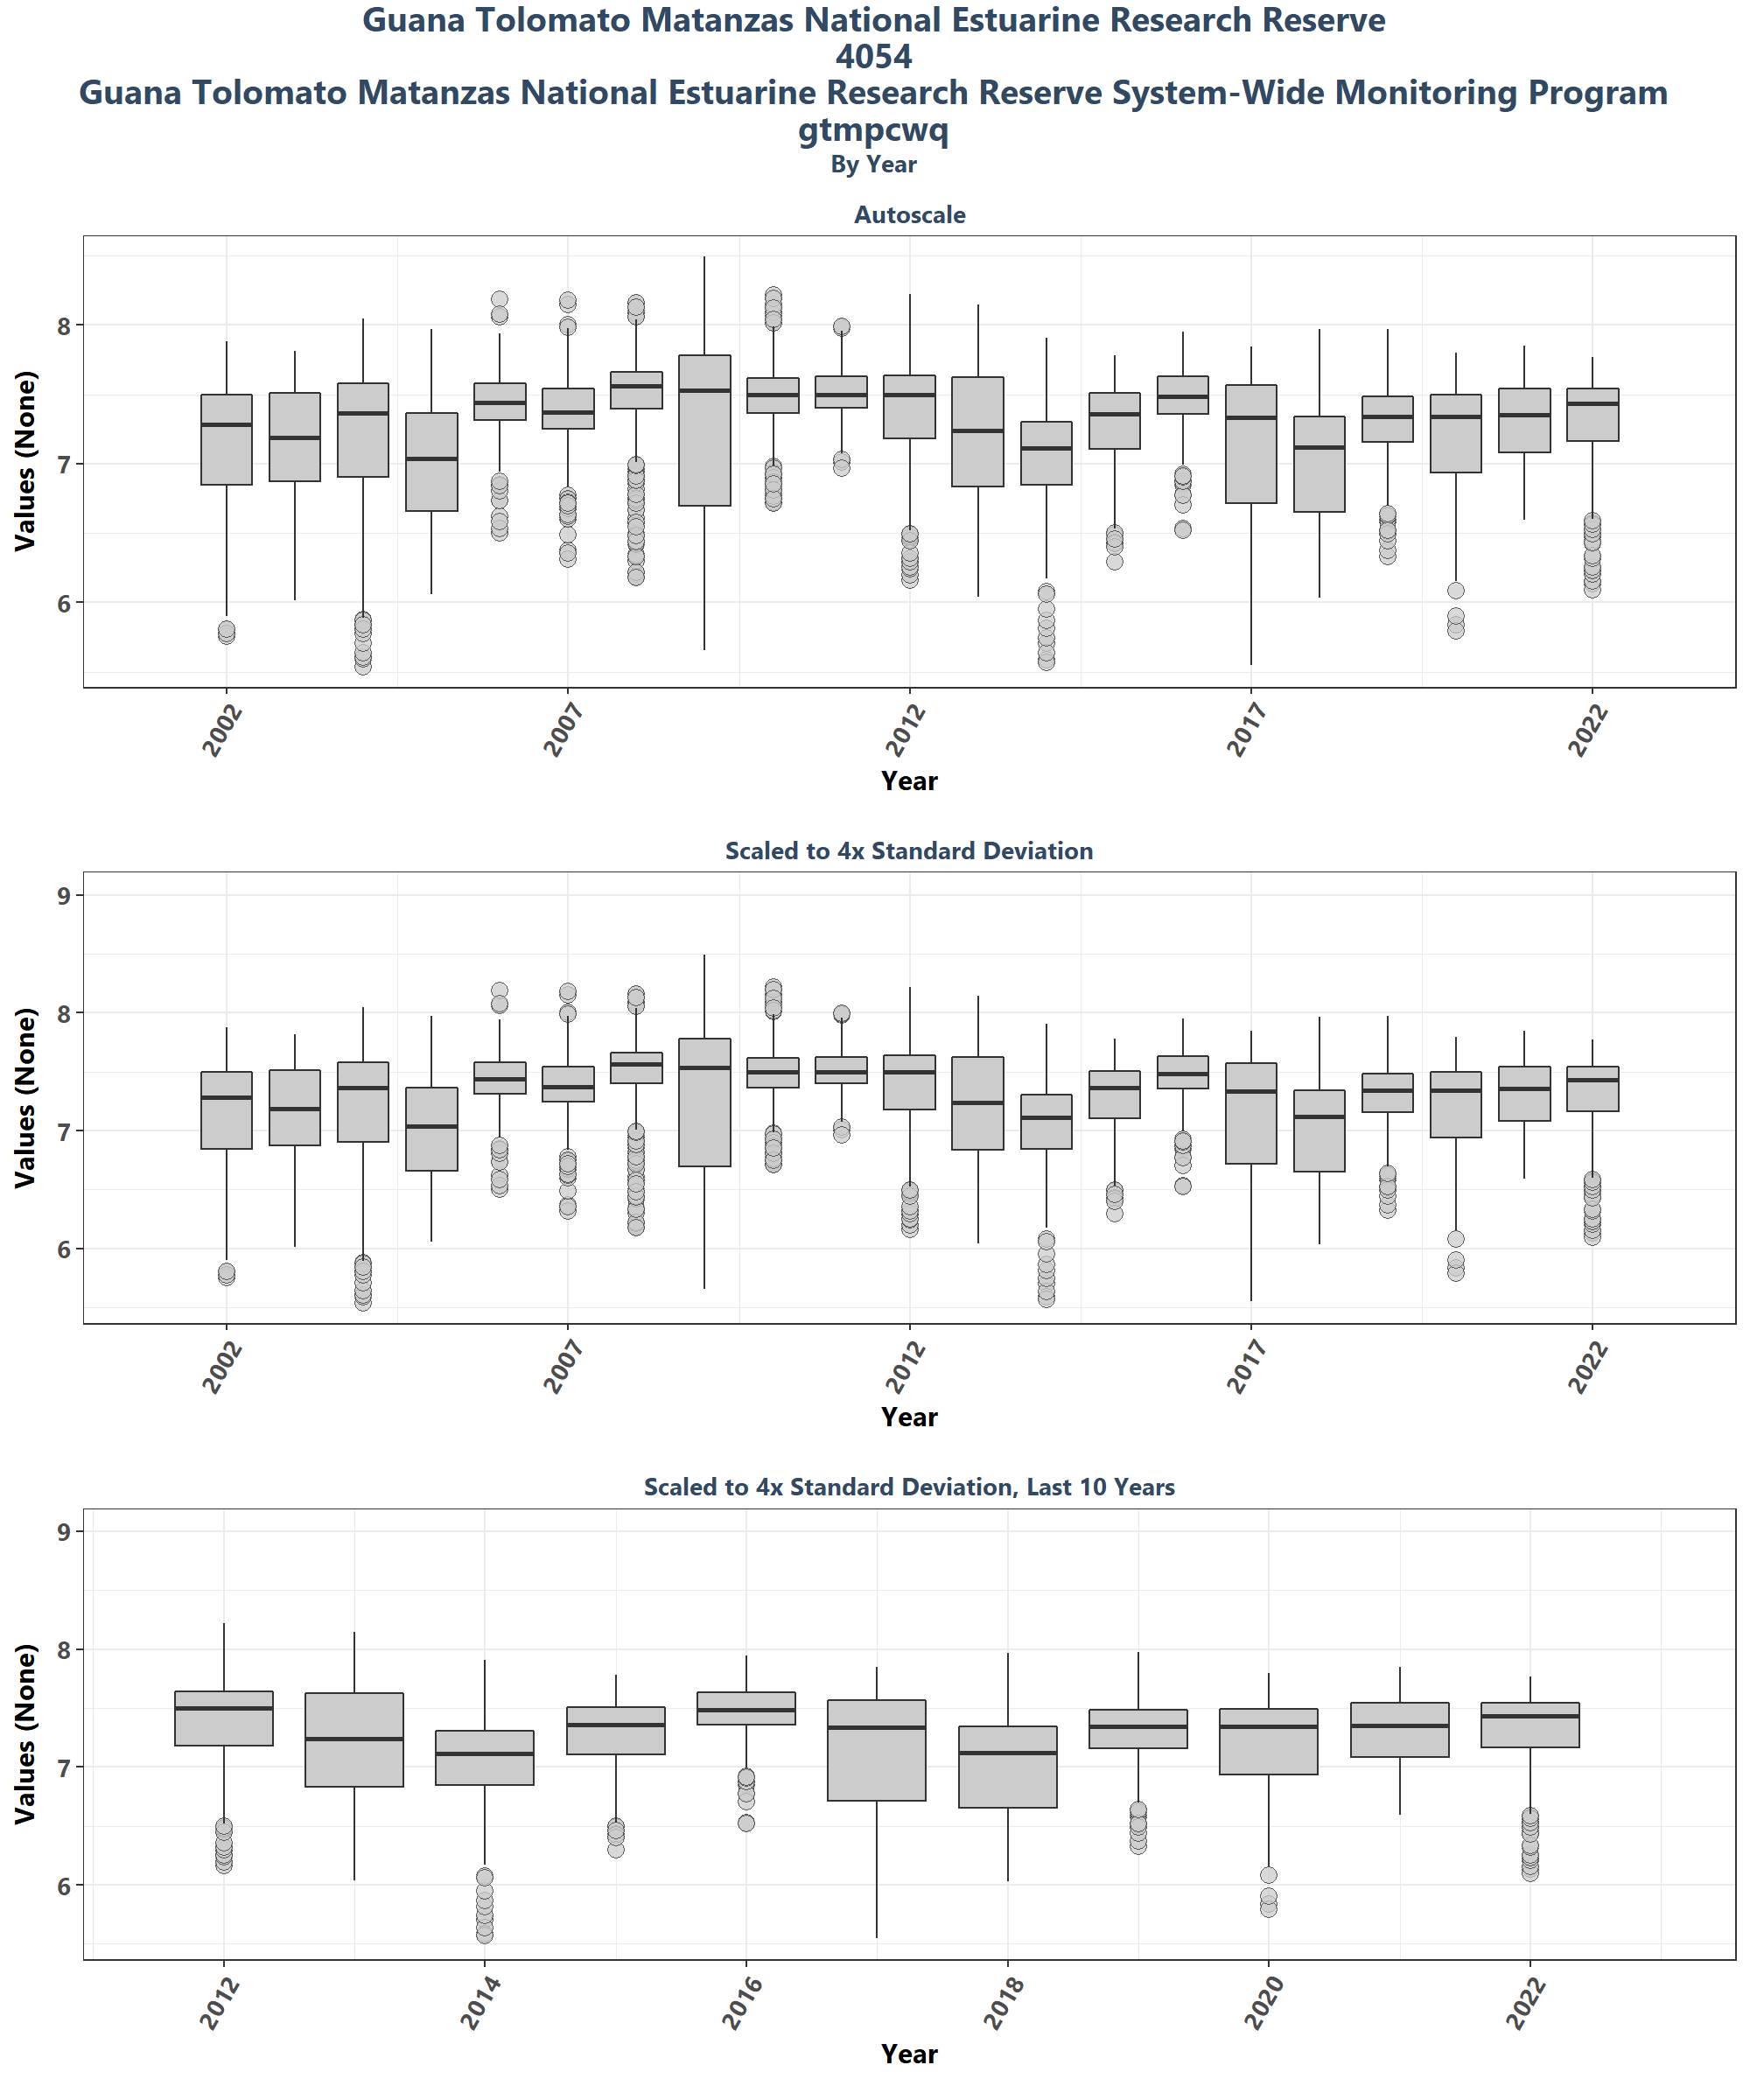 Guana Tolomato Matanzas National Estuarine Research Reserve
4054
Guana Tolomato Matanzas National Estuarine Research Reserve System-Wide Monitoring Program
gtmpcwq
By Year
Autoscale
Values (None)
8
7
6
2002
2007
2012
2017
2022
Year
Scaled to 4x Standard Deviation
Values (None)
9
8
7
6
2002
2007
2012
2017
2022
Year
Scaled to 4x Standard Deviation, Last 10 Years
Values (None)
9
8
7
6
2012
2014
2016
2018
2020
2022
Year